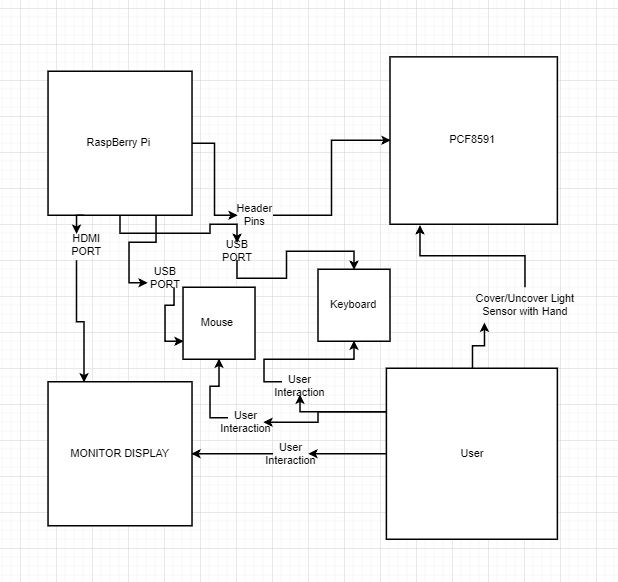 RaspBerry Pi
PCF8591
Header
Pins
HDMI
PORT
USB
PORT
USB
PORT
Cover/Uncover Light
Sensor with Hand
Keyboard
Mouse
User
Interaction
User
Interaction
User
Interaction
MONITOR DISPLAY
User